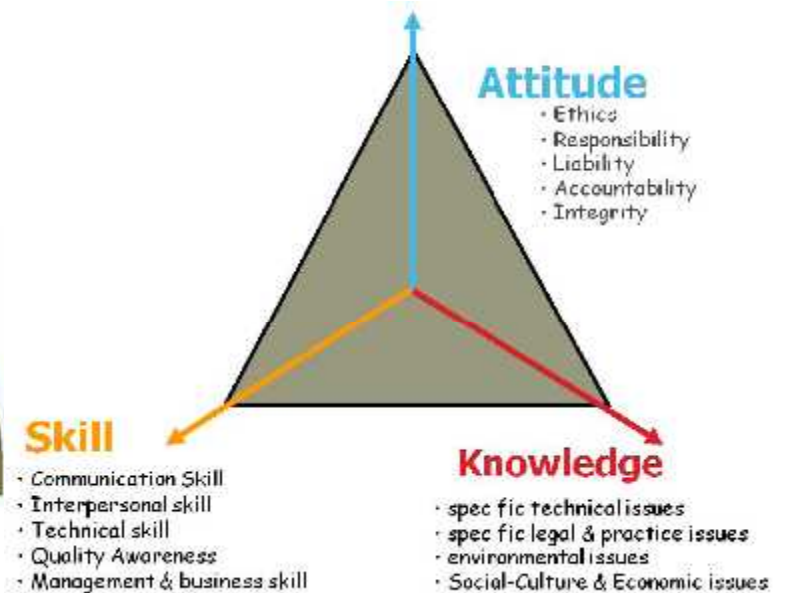 Attitude
· Ethics
· Responsibility
· Liability
· Accountability
· Integrity
Skill
· Communication Skill
· Interpersonal skill
· Technical skill
· Quality Awareness
· Management & business skill
Knowledge
· spec fic technical issues
· spec fic legal & practice issues
· environmental issues
· Social-Culture & Economic issues